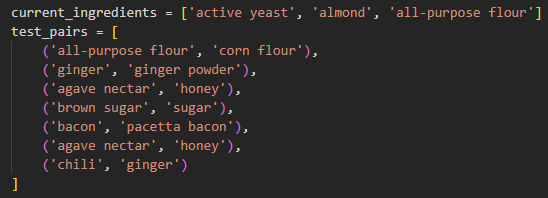 current_ingredients = ['active yeast', 'almond', 'all-purpose flour']
test_pairs = [
    ('all-purpose flour', 'corn flour'),
    ('ginger', 'ginger powder'),
    ('agave nectar', 'honey'),
    ('brown sugar', 'sugar'),
    ('bacon', 'pacetta bacon'),
    ('agave nectar', 'honey'),
    ('chili', 'ginger')
]